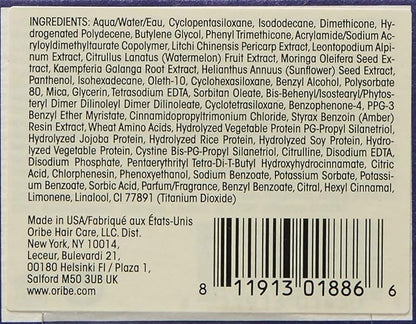 INGREDIENTS: Aqua/Water/Eau, Cyclopentasiloxane, Isododecane, Dimethicone, Hy-
drogenated Polydecene, Butylene Glycol, Phenyl Trimethicone, Acrylamide/Sodium Ac-
ryloyldimethyltaurate Copolymer, Litchi Chinensis Pericarp Extract, Leontopodium Alpi-
num Extract, Citrullus Lanatus (Watermelon) Fruit Extract, Moringa Oleifera Seed Ex-
tract, Kaempferia Galanga Root Extract, Helianthus Annuus (Sunflower) Seed Extract,
Panthenol, Isohexadecane, Oleth-10, Cyclohexasiloxane, Benzyl Alcohol, Polysorbate
80, Mica, Glycerin, Tetrasodium EDTA, Sorbitan Oleate, Bis-Behenyl/Isostearyl/Phytos-
teryl Dimer Dilinoleyl Dimer Dilinoleate, Cyclotetrasiloxane, Benzophenone-4, PPG-3
Benzyl Ether Myristate, Cinnamidopropyltrimonium Chloride, Styrax Benzoin (Amber)
Resin Extract, Wheat Amino Acids, Hydrolyzed Vegetable Protein PG-Propyl Silanetriol,
Hydrolyzed Jojoba Protein, Hydrolyzed Rice Protein, Hydrolyzed Soy Protein, Hydro-
lyzed Vegetable Protein, Cystine Bis-PG-Propyl Silanetriol, Citrulline, Disodium EDTA,
Disodium Phosphate, Pentaerythrityl Tetra-Di-T-Butyl Hydroxyhydrocinnamate, Citric
Acid, Chlorphenesin, Phenoxyethanol, Sodium Benzoate, Potassium Sorbate, Potassi-
um Benzoate, Sorbic Acid, Parfum/Fragrance, Benzyl Benzoate, Citral, Hexyl Cinnamal,
Limonene, Linalool, CI 77891 (Titanium Dioxide)
Made in USA/Fabriqué aux États-Unis
Oribe Hair Care, LLC. Dist.
New York, NY 10014,
Leceur, Bulevardi 21,
00180 Helsinki FI / Plaza 1,
Salford M50 3UB UK
www.oribe.com
8 11913 01886 6